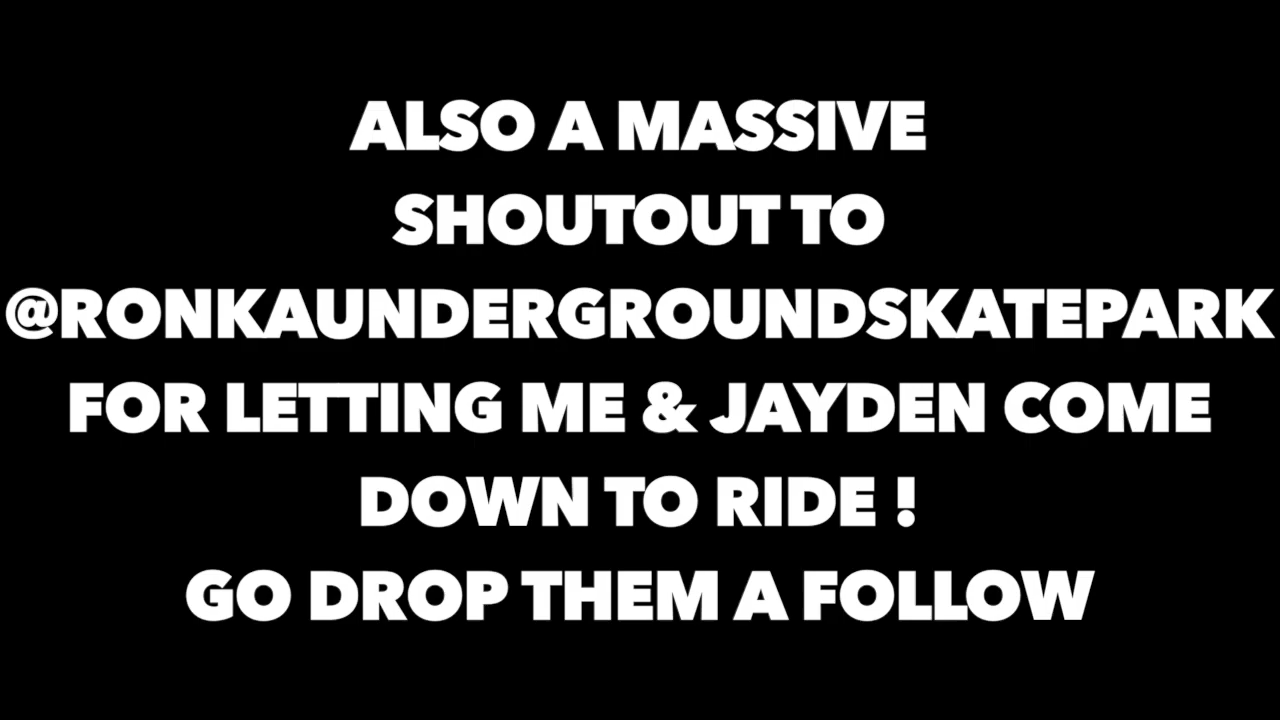 ALSO A MASSIVE
SHOUTOUT TO
@RONKAUNDERGROUNDSKATEPARK
FOR LETTING ME & JAYDEN COME
DOWN TO RIDE !
GO DROP THEM A FOLLOW